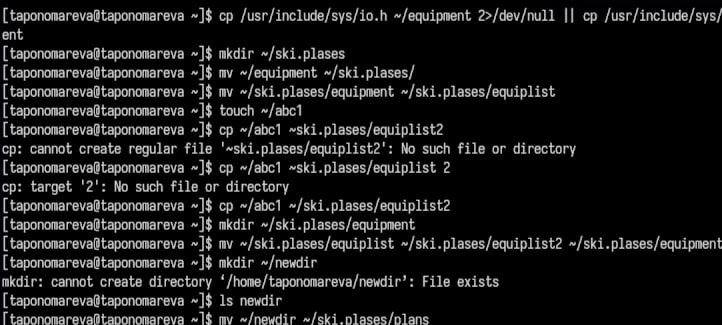 [taponomareva@taponomareva ~]$ cp /usr/include/sys/io.h ~/equipment 2>/dev/null || cp /usr/include/sys/
ent
[taponomareva@taponomareva ~]$ mkdir ~/ski.plases
[taponomareva@taponomareva ~]$ mv ~/equipment ~/ski.plases/
[taponomareva@taponomareva ~]$ mv ~/ski.plases/equipment ~/ski.plases/equiplist
[taponomareva@taponomareva ~]$ touch ~/abc1
[taponomareva@taponomareva ~]$ cp ~/abc1 ~ski.plases/equiplist2
cp: cannot create regular file '~ski.plases/equiplist2': No such file or directory
[taponomareva@taponomareva ~]$ cp ~/abc1 ~ski.plases/equiplist 2
cp: target '2': No such file or directory
[taponomareva@taponomareva ~]$ cp ~/abc1 ~/ski.plases/equiplist2
[taponomareva@taponomareva ~]$ mkdir ~/ski.plases/equipment
[taponomareva@taponomareva ~]$ mv ~/ski.plases/equiplist ~/ski.plases/equiplist2 ~/ski.plases/equipment
[taponomareva@taponomareva ~]$ mkdir ~/newdir
mkdir: cannot create directory ‘/home/taponomareva/newdir’: File exists
[taponomareva@taponomareva ~]$ ls newdir
[taponomareva@taponomareva ~]$ mv ~/newdir ~/ski.plases/plans